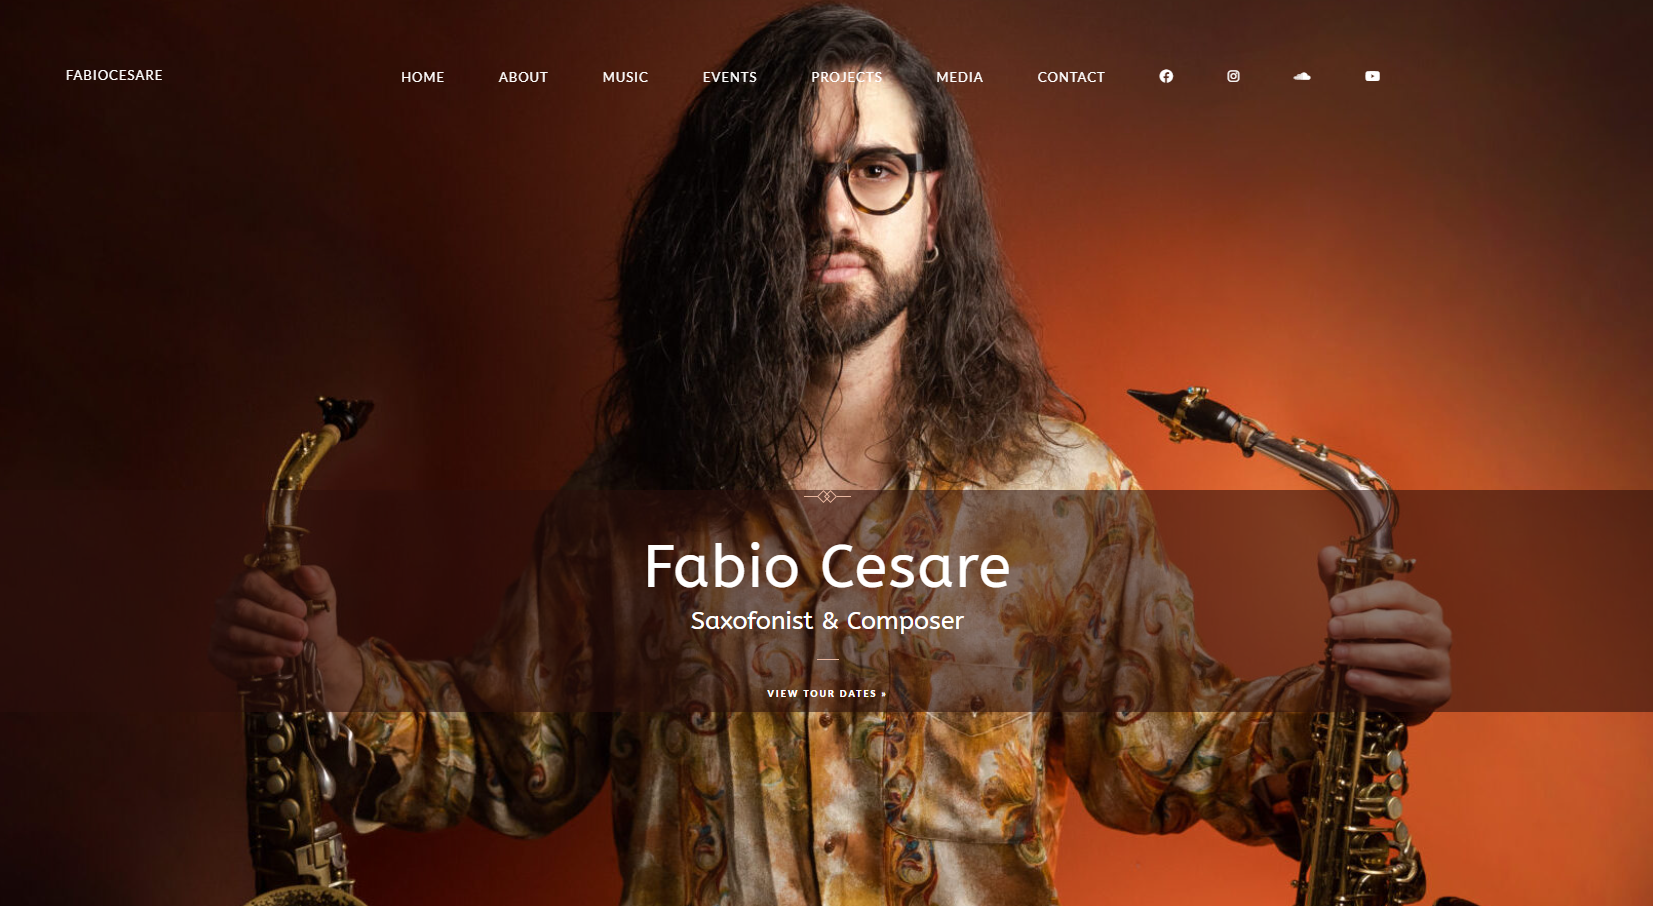 FABIOCESARE
HOME ABOUT MUSIC EVENTS PROJECTS MEDIA CONTACT
Fabio Cesare
Saxofonist & Composer
VIEW TOUR DATES »